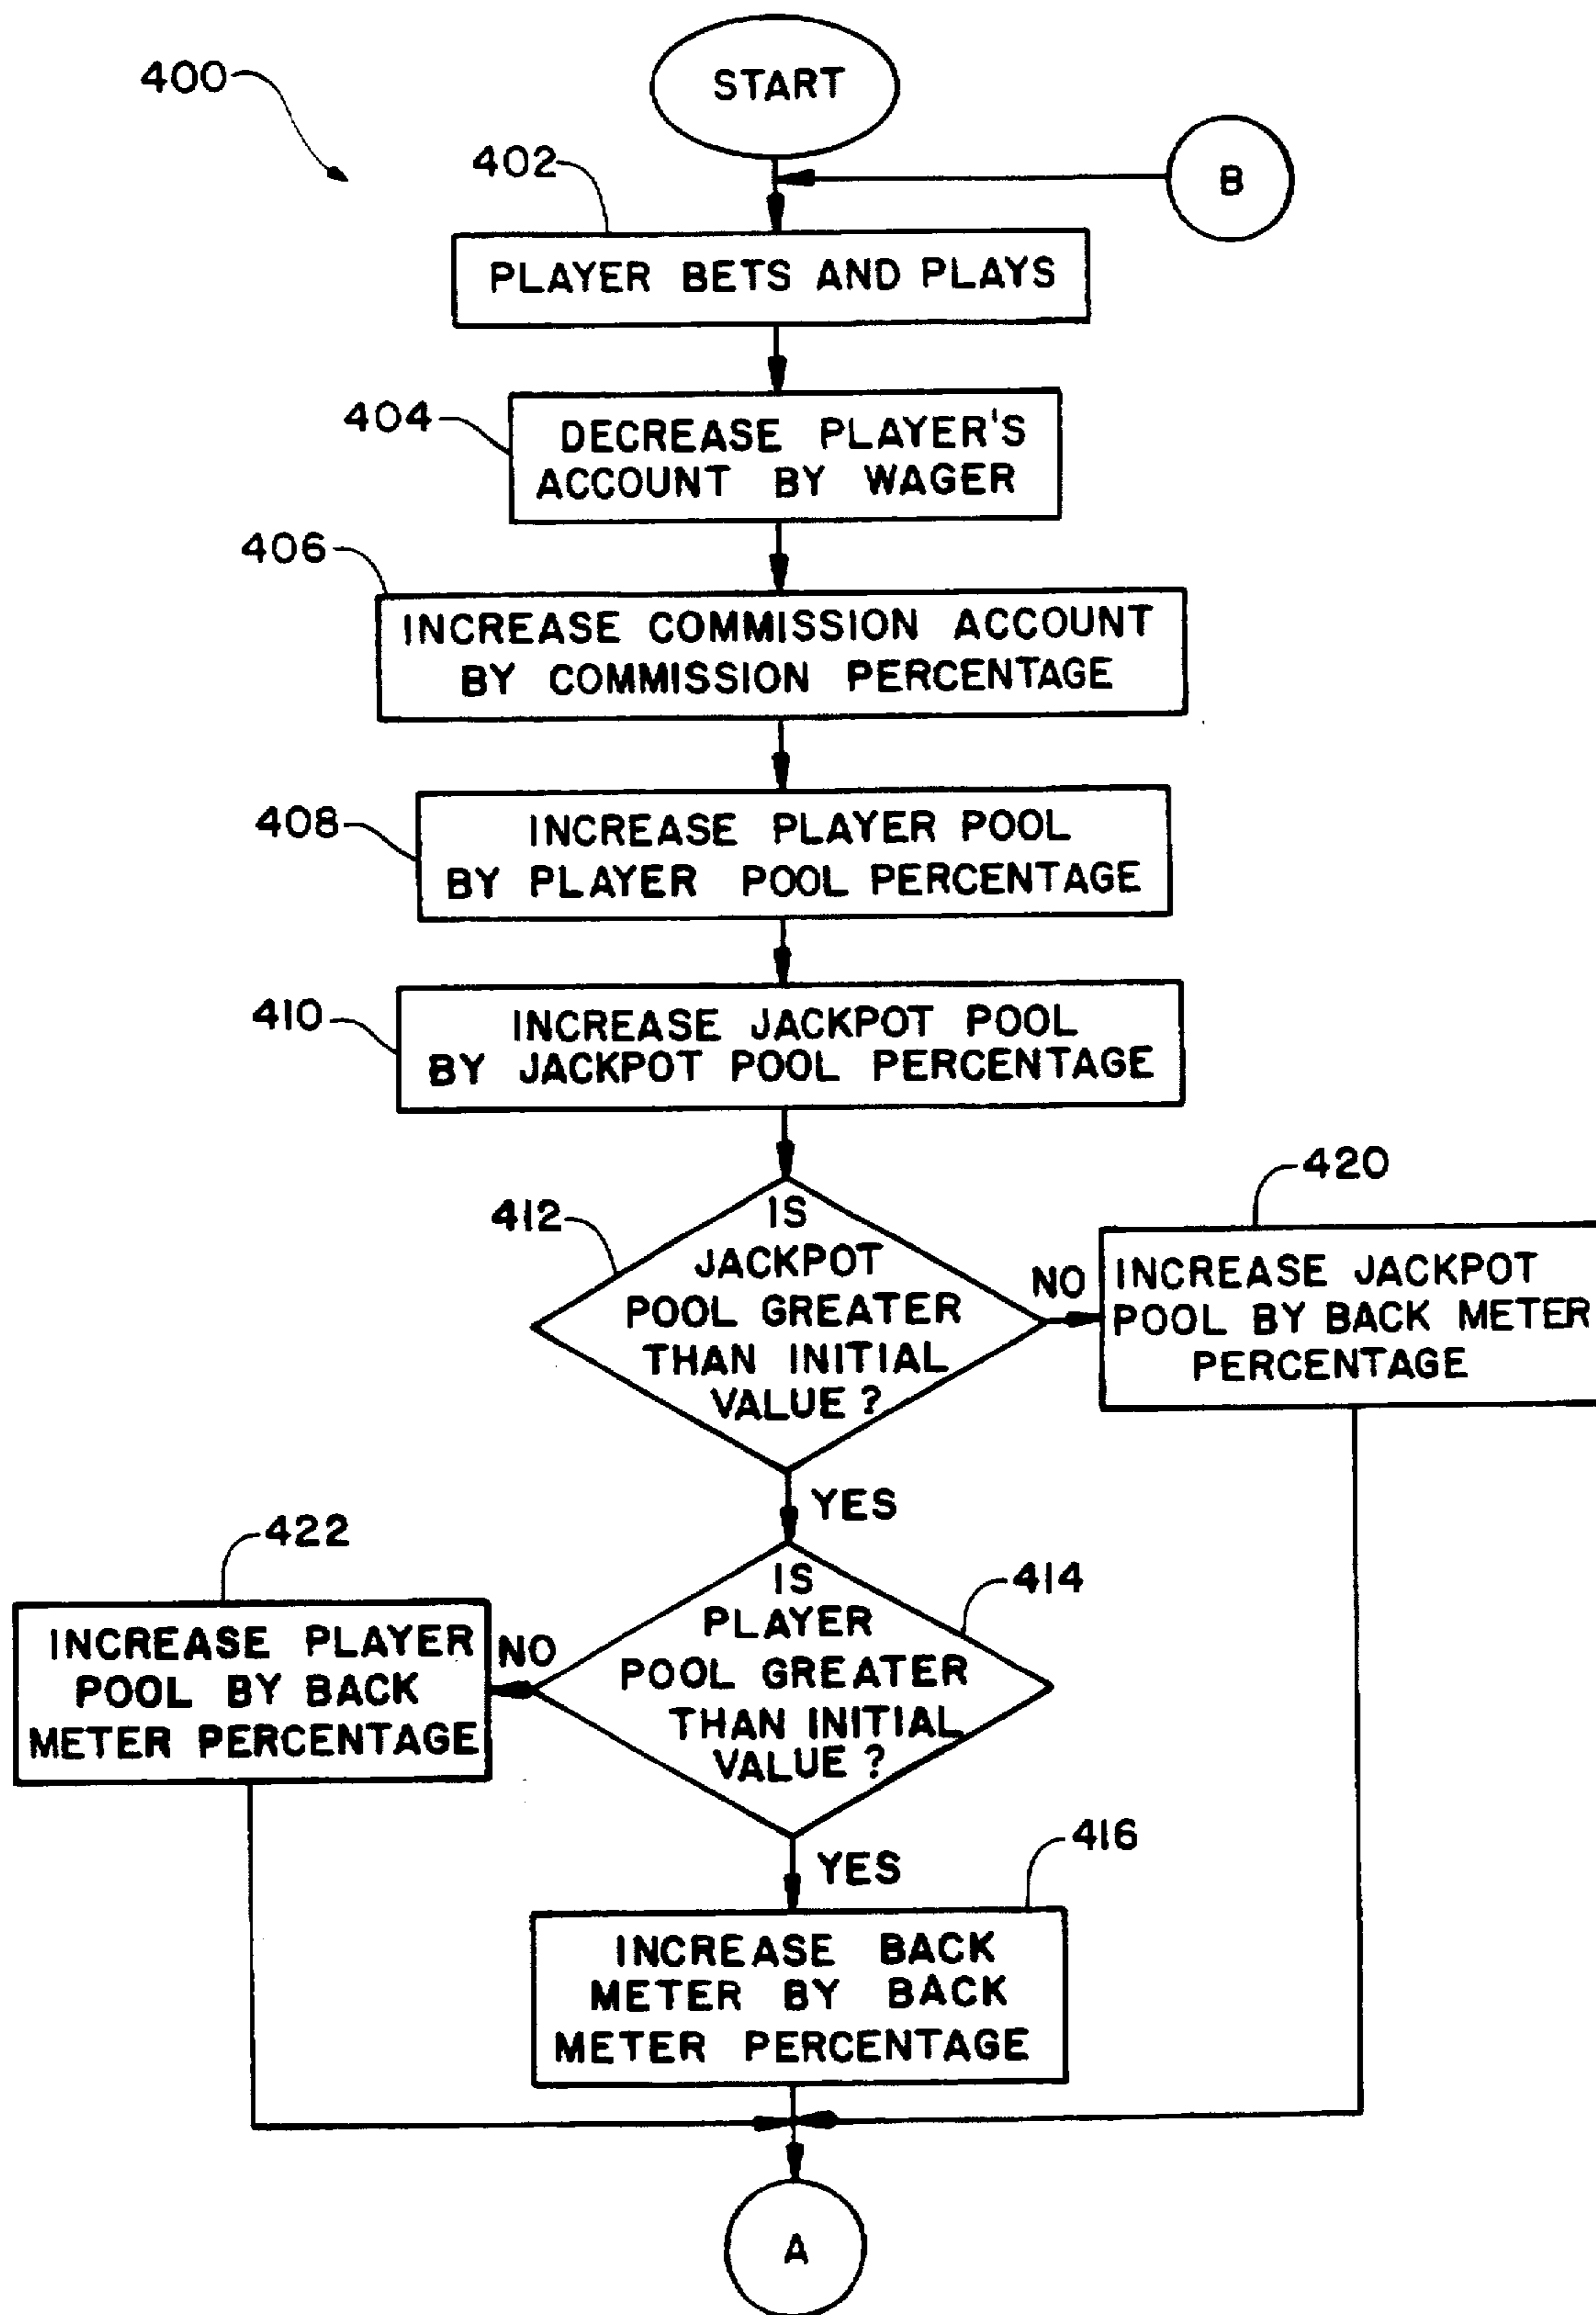 400
START
B
402
PLAYER BETS AND PLAYS
404
DECREASE PLAYER'S
ACCOUNT BY WAGER
406
INCREASE COMMISSION ACCOUNT
BY COMMISSION PERCENTAGE
408
INCREASE PLAYER POOL
BY PLAYER POOL PERCENTAGE
410
INCREASE JACKPOT POOL
BY JACKPOT POOL PERCENTAGE
412
IS
JACKPOT
POOL GREATER
THAN INITIAL
VALUE?
NO
420
INCREASE JACKPOT
POOL BY BACK METER
PERCENTAGE
YES
414
IS
PLAYER
POOL GREATER
THAN INITIAL
VALUE?
NO
422
INCREASE PLAYER
POOL BY BACK
METER PERCENTAGE
YES
416
INCREASE BACK
METER BY BACK
METER PERCENTAGE
A